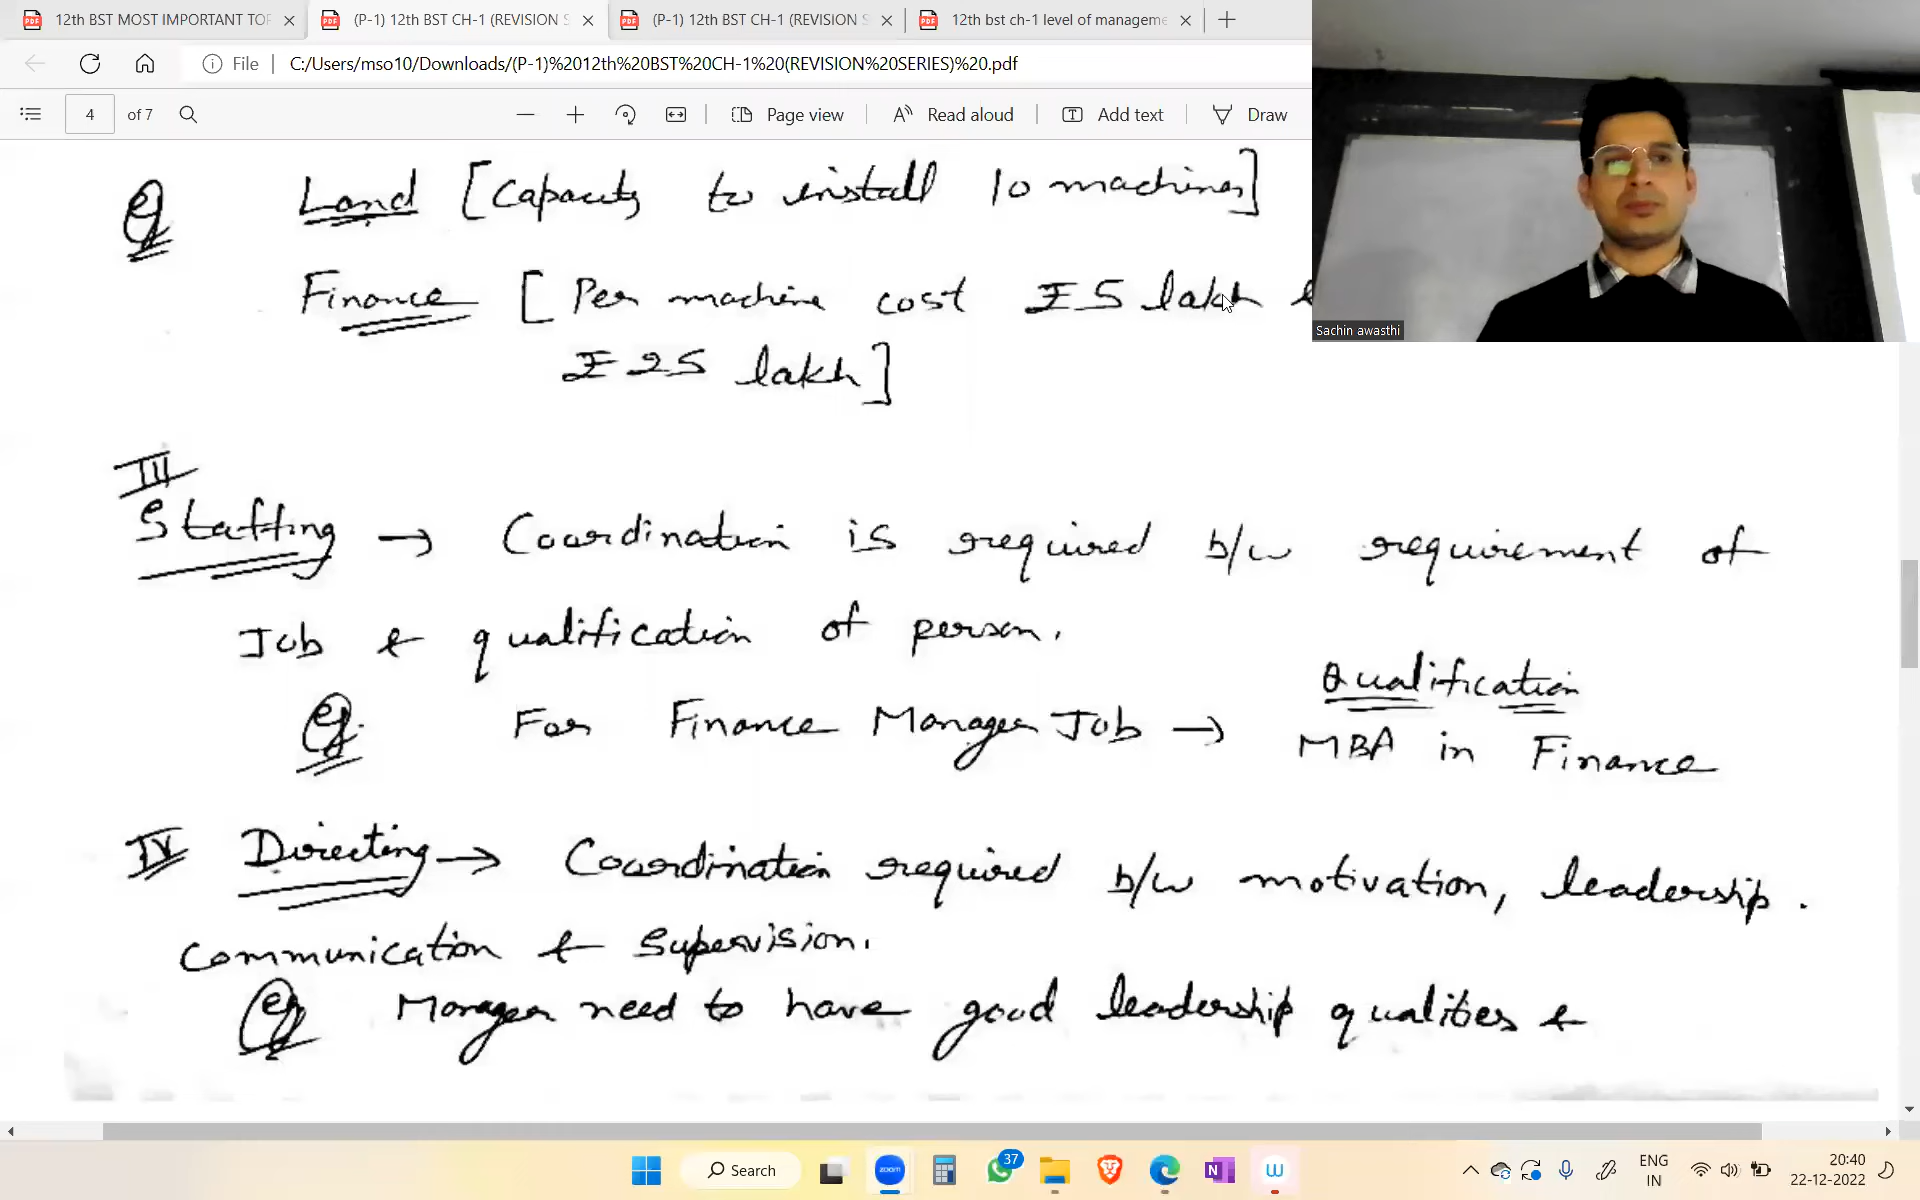 12th BST MOST IMPORTANT TOP
(P-1) 12th BST CH-1 (REVISION S
(P-1) 12th BST CH-1 (REVISION S
12th bst ch-1 level of manageme
File
C:/Users/mso10/Downloads/(P-1)%2012th%20BST%20CH-1%20(REVISION%20SERIES)%20.pdf
4 of 7
Page view
Read aloud
Add text
Draw
eg Land [Capacity to install 10 machines]
Finance [Per machine cost ₹5 lakh
₹25 lakh]
Sachin awasthi
III
Staffing → Coordination is required b/w requirement of
Job & qualification of person.
Qualification
eg. For Finance Manager Job → MBA in Finance
IV Directing → Coordination required b/w motivation, leadership.
communication & supervision.
eg Manager need to have good leadership qualities &
Search
zoom
37
ENG
IN
20:40
22-12-2022